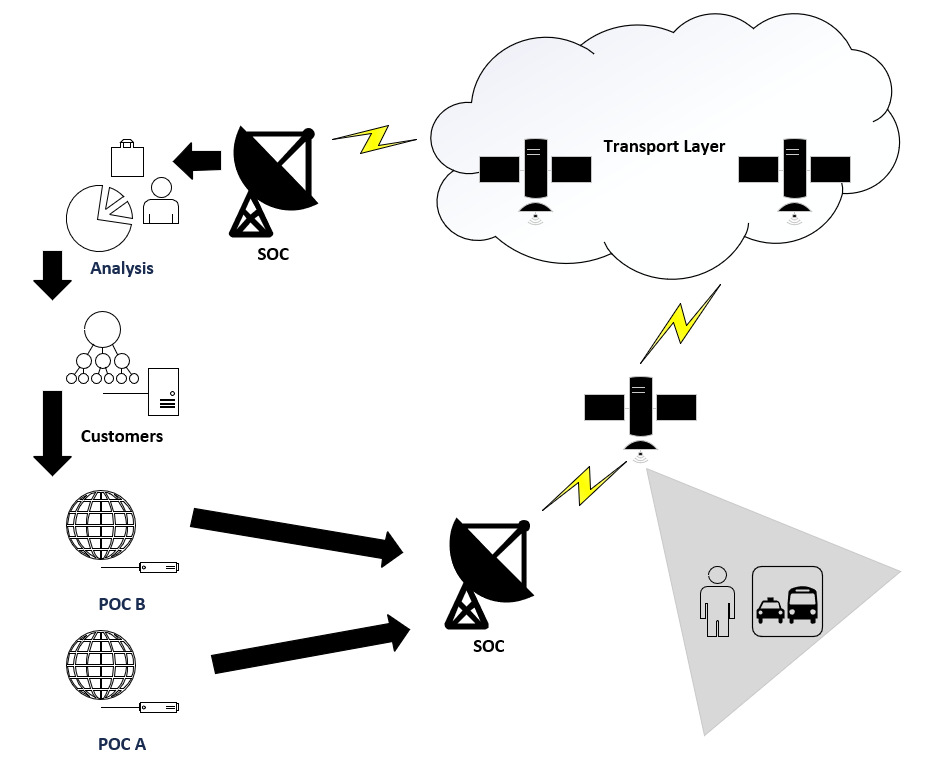 Transport Layer
SOC
Analysis
Customers
POC B
SOC
POC A